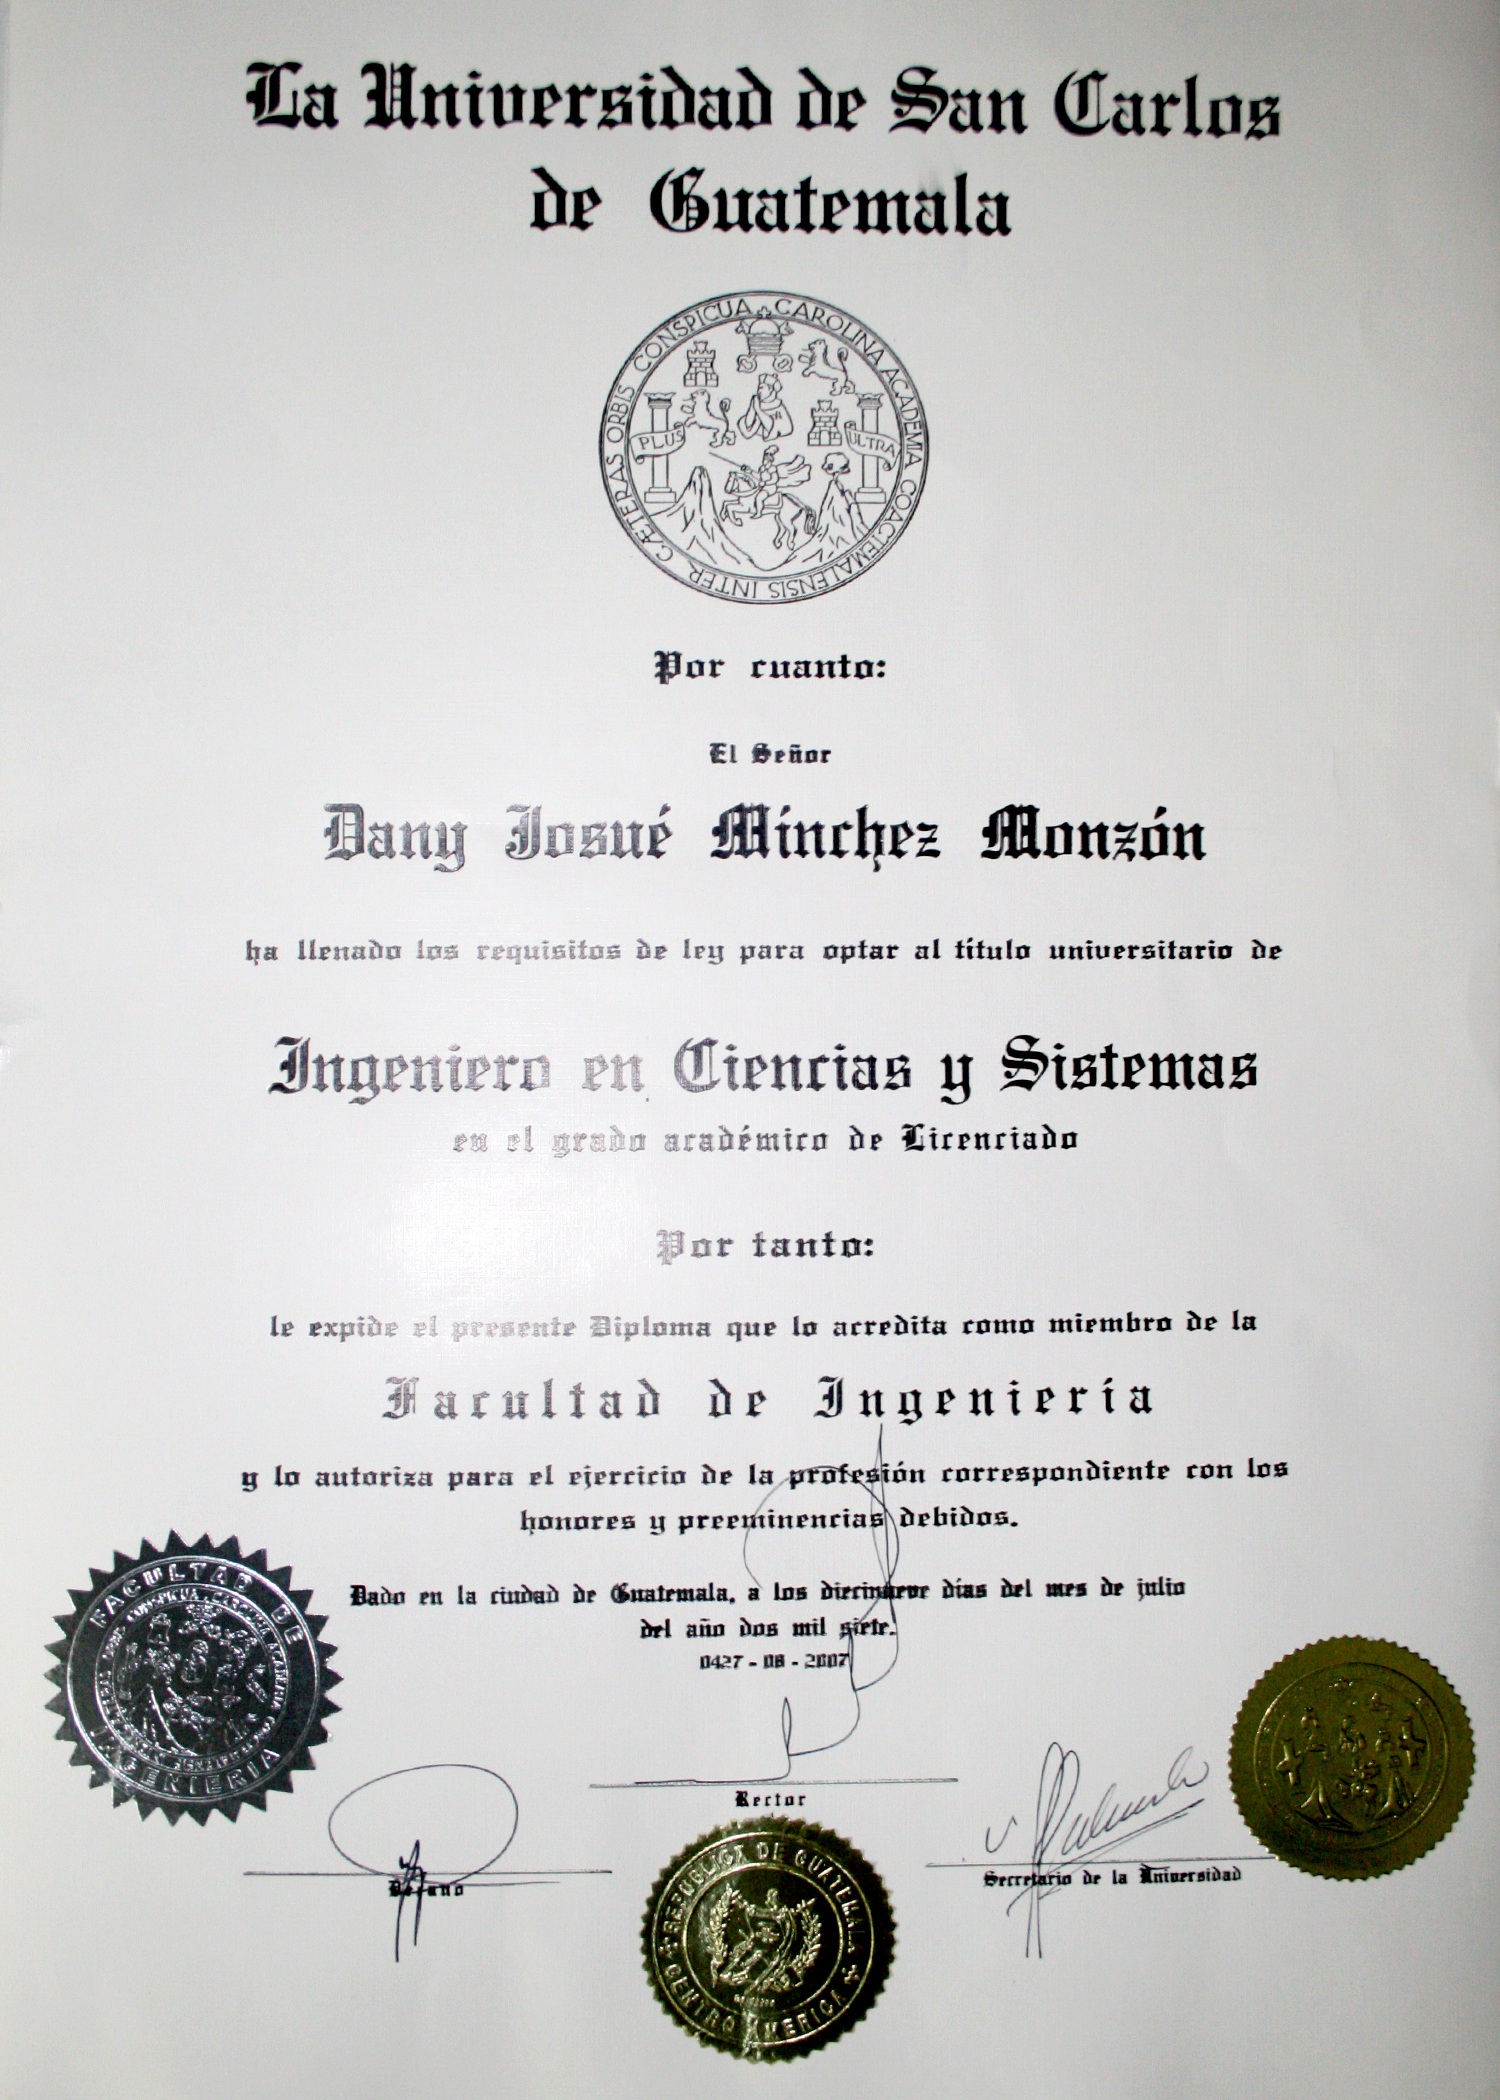 La Universidad de San Carlos
de Guatemala
CAETERAS ORBIS CONSPICUA CAROLINA ACADEMIA COACTEMALENSIS INTER
PLUS ULTRA
Por cuanto:
El Señor
Dany Josué Mínchez Monzón
ha llenado los requisitos de ley para optar al título universitario de
Ingeniero en Ciencias y Sistemas
en el grado académico de Licenciado
Por tanto:
le expide el presente Diploma que lo acredita como miembro de la
Facultad de Ingeniería
y lo autoriza para el ejercicio de la profesión correspondiente con los
honores y preeminencias debidos.
Dado en la ciudad de Guatemala, a los diecinueve días del mes de julio
del año dos mil siete.
0427 - 08 - 2007
FACULTAD DE
INGENIERIA
Rector
Decano
Secretario de la Universidad
REPUBLICA DE GUATEMALA
CENTRO AMERICA